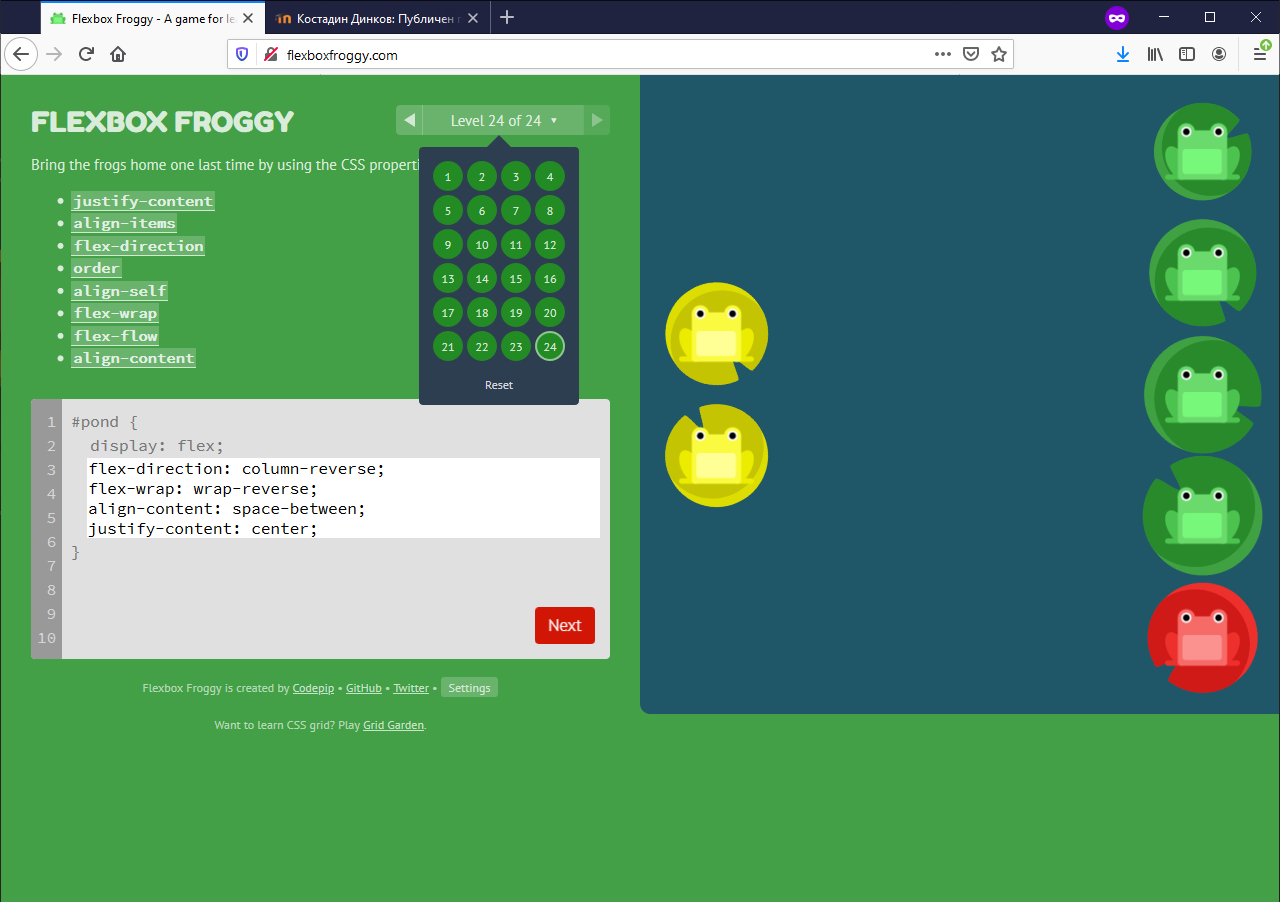 Flexbox Froggy - A game for le
Костадин Динков: Публичен п
flexboxfroggy.com
FLEXBOX FROGGY
Level 24 of 24 ▼
Bring the frogs home one last time by using the CSS properti
justify-content
align-items
flex-direction
order
align-self
flex-wrap
flex-flow
align-content
1 2 3 4
5 6 7 8
9 10 11 12
13 14 15 16
17 18 19 20
21 22 23 24
Reset
1 #pond {
2 display: flex;
3 flex-direction: column-reverse;
4 flex-wrap: wrap-reverse;
5 align-content: space-between;
6 justify-content: center;
7 }
8
9
10
Next
Flexbox Froggy is created by Codepip • GitHub • Twitter • Settings
Want to learn CSS grid? Play Grid Garden.